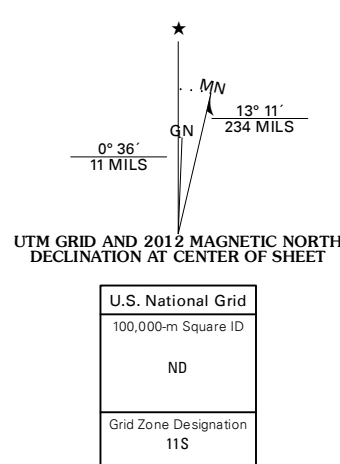 ★
MN
GN
13° 11´
234 MILS
0° 36´
11 MILS
UTM GRID AND 2012 MAGNETIC NORTH
DECLINATION AT CENTER OF SHEET
U.S. National Grid
100,000-m Square ID
ND
Grid Zone Designation
11S